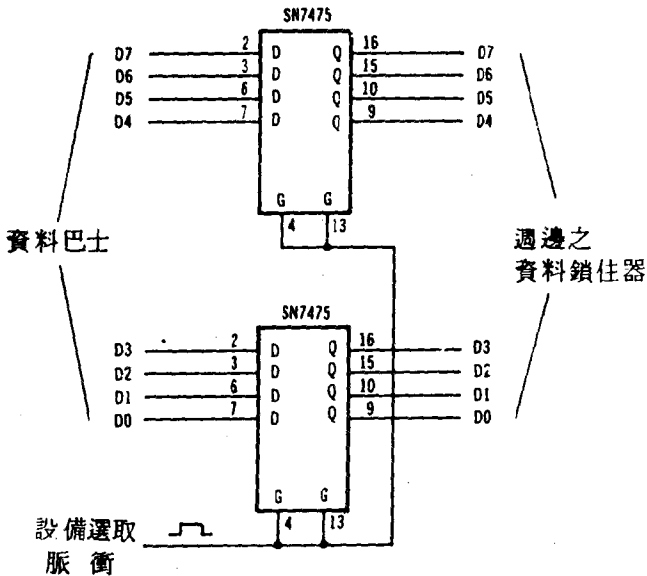 SN7475
D7 2 D Q 16 D7
D6 3 D Q 15 D6
D5 6 D Q 10 D5
D4 7 D Q 9 D4
G G
4 13
資料巴士
週邊之
資料鎖住器
SN7475
D3 2 D Q 16 D3
D2 3 D Q 15 D2
D1 6 D Q 10 D1
D0 7 D Q 9 D0
G G
4 13
設備選取
脈衝